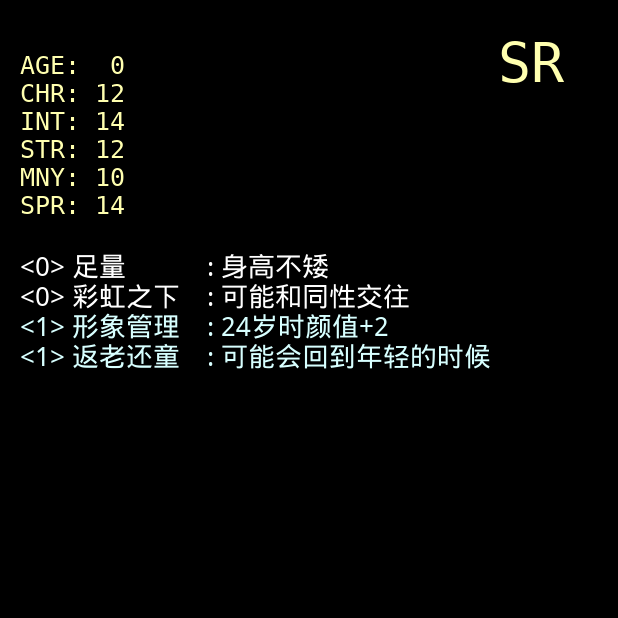 SR
AGE: 0
CHR: 12
INT: 14
STR: 12
MNY: 10
SPR: 14
<0> 足量 : 身高不矮
<0> 彩虹之下 : 可能和同性交往
<1> 形象管理 : 24岁时颜值+2
<1> 返老还童 : 可能会回到年轻的时候